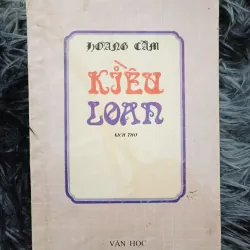 HOÀNG CẦM
KIỀU
LOAN
KỊCH THƠ
VĂN HỌC